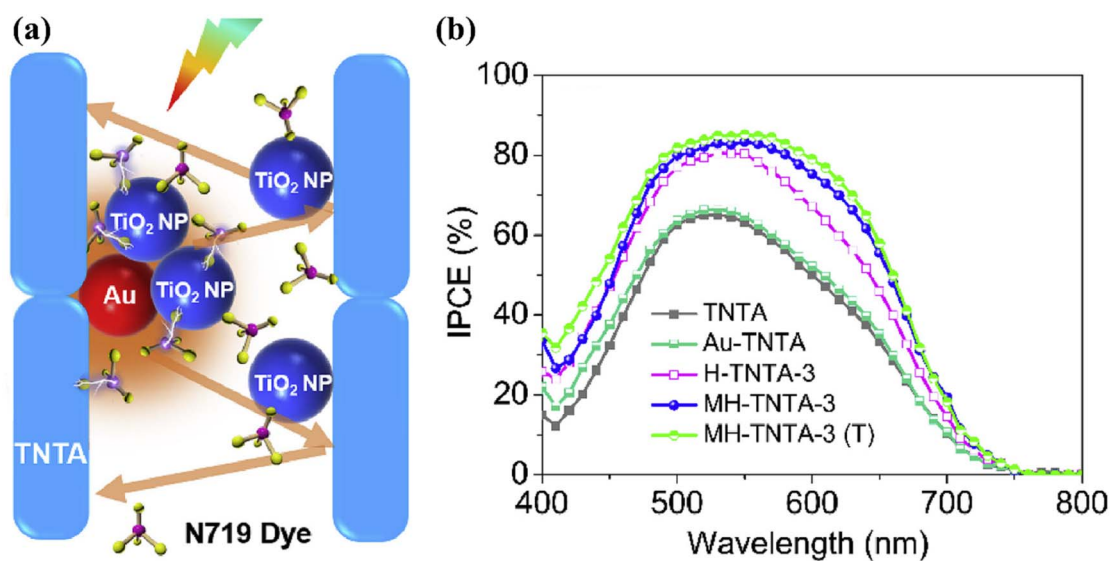 (a)
TiO₂ NP
TiO₂ NP
Au
TiO₂ NP
TiO₂ NP
TNTA
N719 Dye
(b)
100
80
60
40
20
0
IPCE (%)
TNTA
Au-TNTA
H-TNTA-3
MH-TNTA-3
MH-TNTA-3 (T)
400
500
600
700
800
Wavelength (nm)